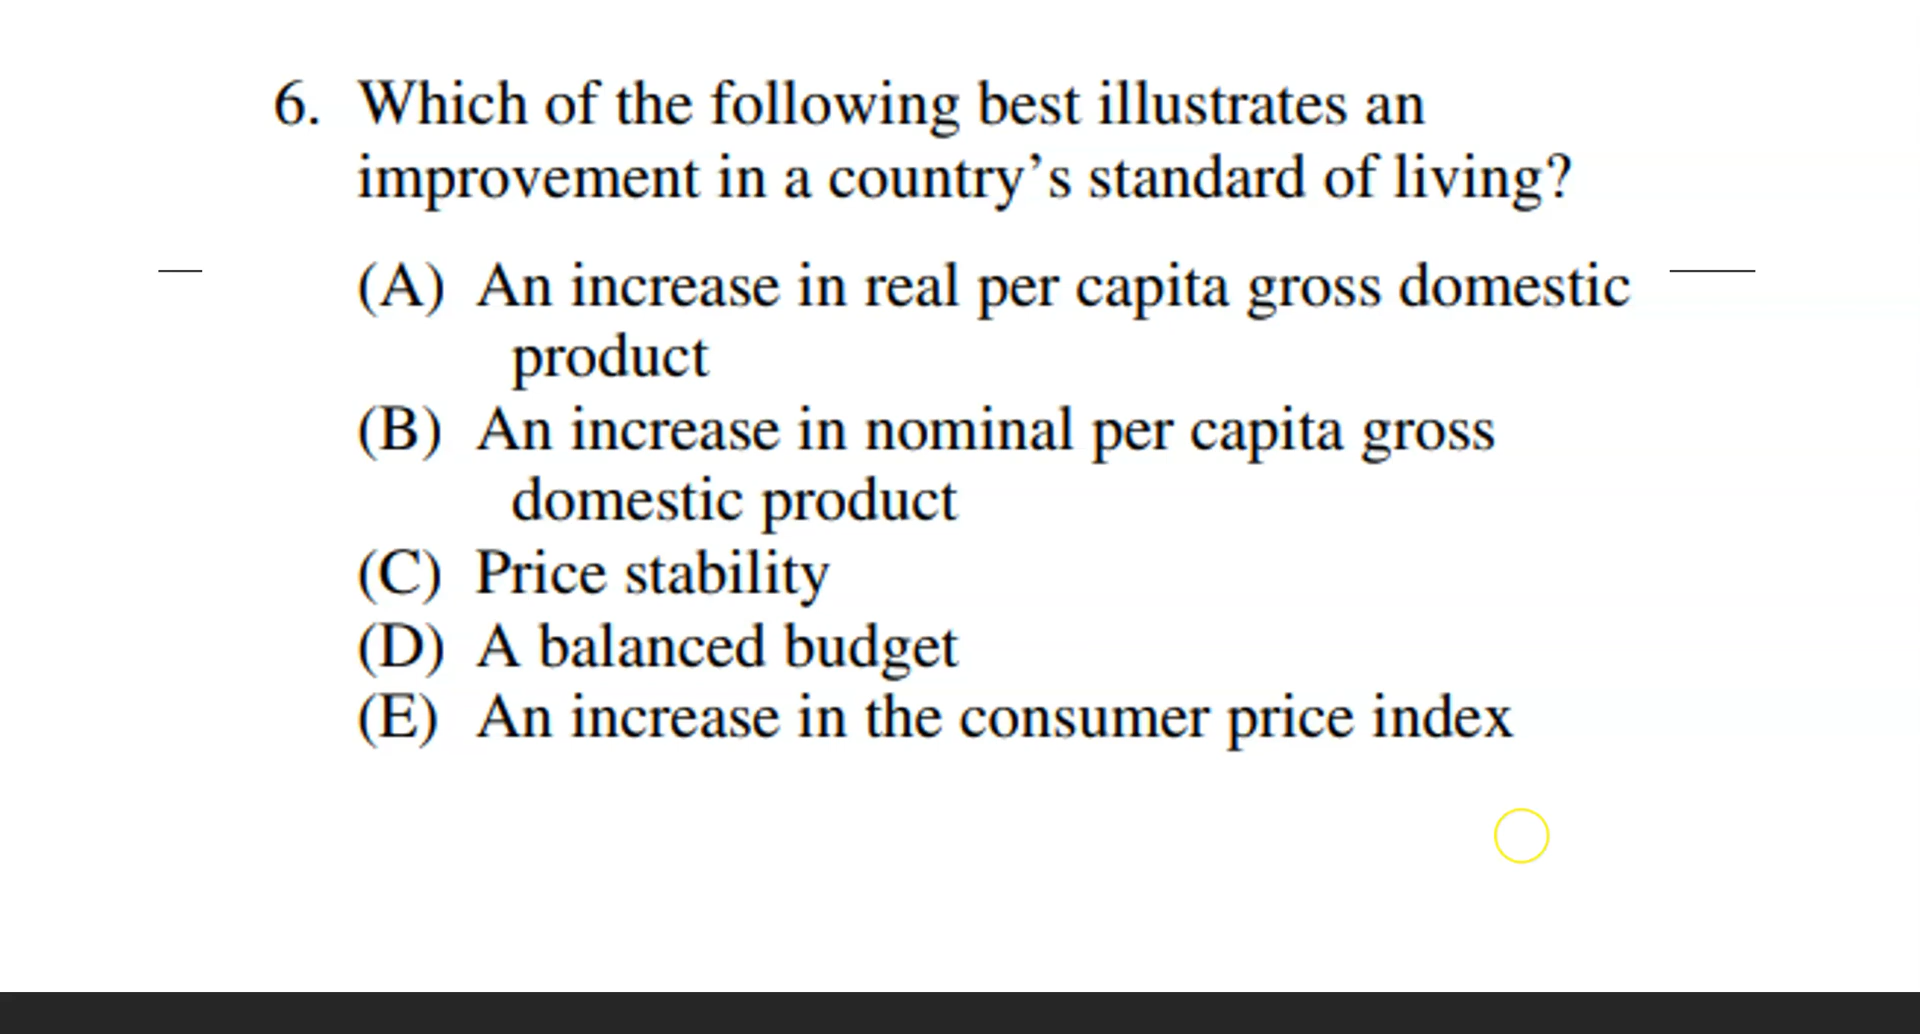 6. Which of the following best illustrates an
improvement in a country’s standard of living?
(A) An increase in real per capita gross domestic
product
(B) An increase in nominal per capita gross
domestic product
(C) Price stability
(D) A balanced budget
(E) An increase in the consumer price index